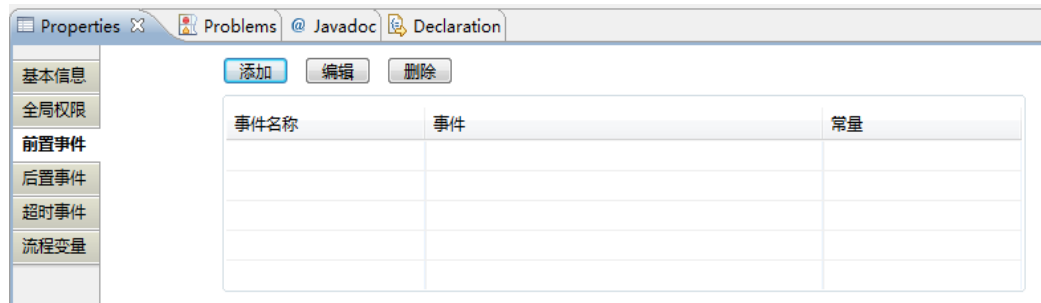 Properties Problems @ Javadoc Declaration
添加 编辑 删除
基本信息
全局权限
前置事件
后置事件
超时事件
流程变量
事件名称 事件 常量